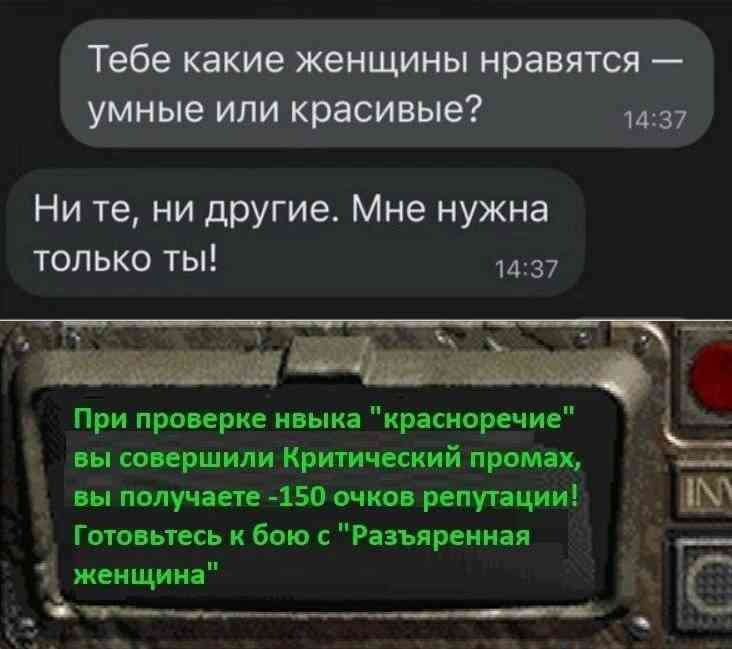 Тебе какие женщины нравятся —
умные или красивые?
14:37
Ни те, ни другие. Мне нужна
только ты!
14:37
При проверке нвыка "красноречие"
вы совершили Критический промах,
вы получаете -150 очков репутации!
Готовьтесь к бою с "Разъяренная
женщина"